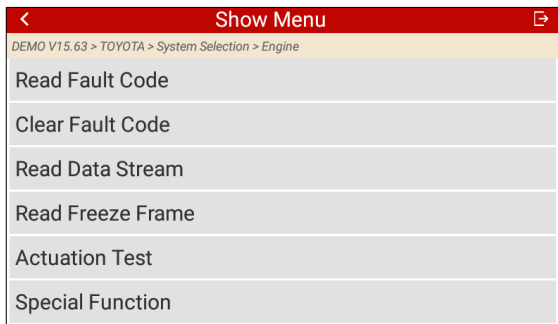 Show Menu
DEMO V15.63 > TOYOTA > System Selection > Engine
Read Fault Code
Clear Fault Code
Read Data Stream
Read Freeze Frame
Actuation Test
Special Function